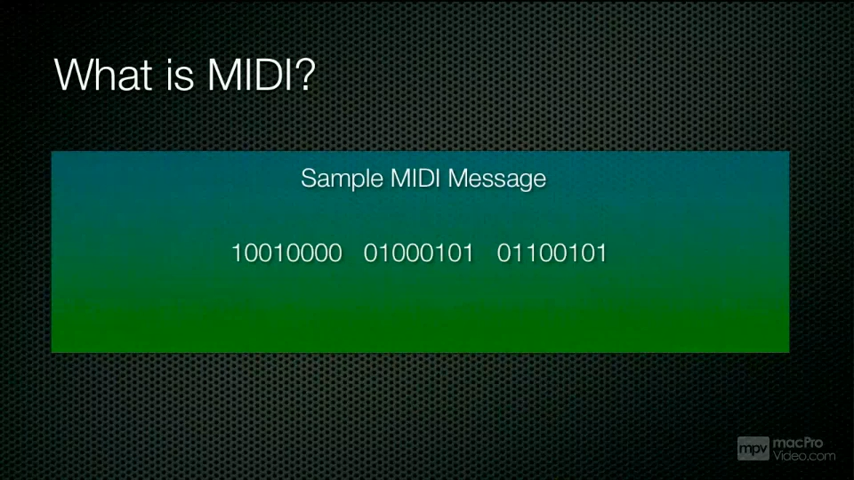 What is MIDI?
Sample MIDI Message
10010000 01000101 01100101
mpv macPro
Video.com